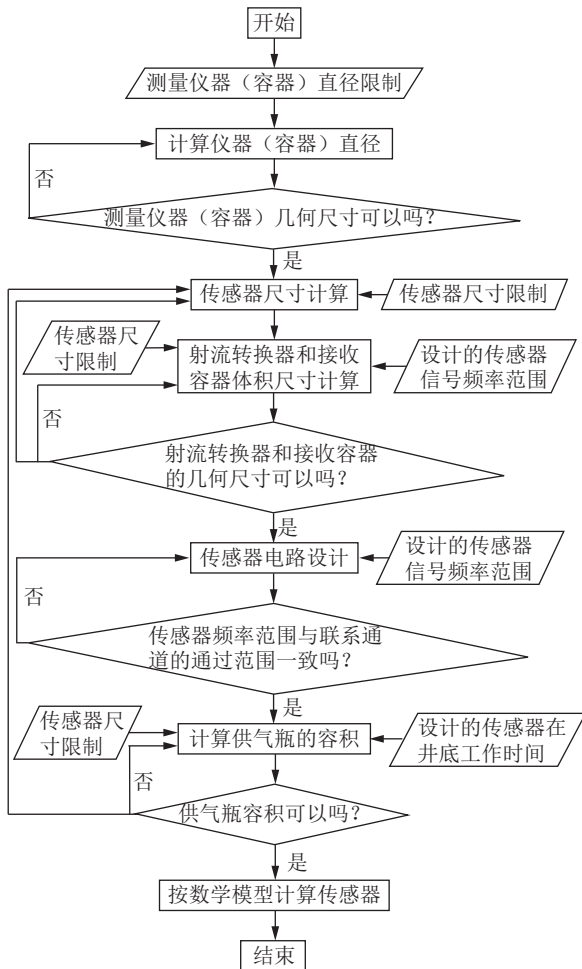 开始
测量仪器（容器）直径限制
计算仪器（容器）直径
否
测量仪器（容器）几何尺寸可以吗？
是
传感器尺寸计算
传感器尺寸限制
传感器尺
寸限制
射流转换器和接收
容器体积尺寸计算
设计的传感器
信号频率范围
否
射流转换器和接收容器
的几何尺寸可以吗？
是
传感器电路设计
设计的传感器
信号频率范围
否
传感器频率范围与联系通
道的通过范围一致吗？
是
传感器尺
寸限制
计算供气瓶的容积
设计的传感器在
井底工作时间
否
供气瓶容积可以吗？
是
按数学模型计算传感器
结束